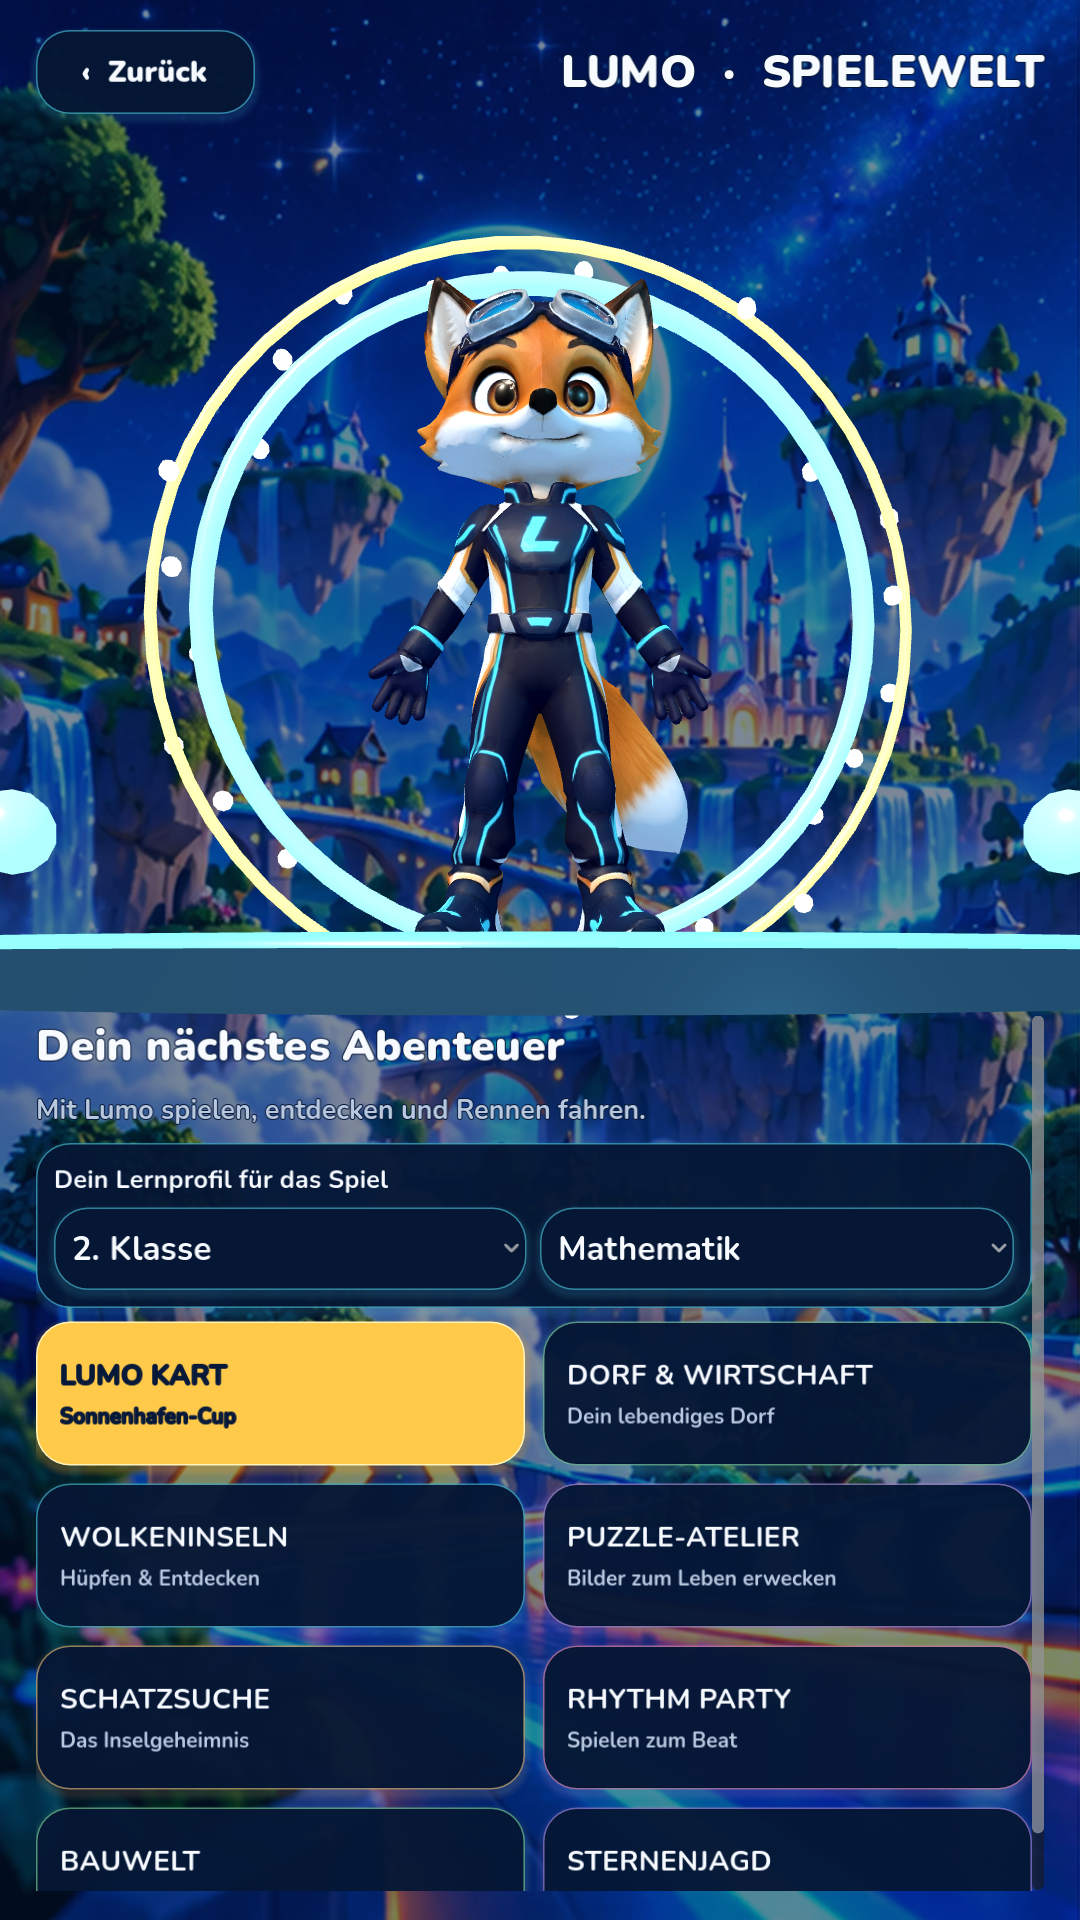 ‹ Zurück
LUMO · SPIELEWELT
L
Dein nächstes Abenteuer
Mit Lumo spielen, entdecken und Rennen fahren.
Dein Lernprofil für das Spiel
2. Klasse
Mathematik
LUMO KART
Sonnenhafen-Cup
DORF & WIRTSCHAFT
Dein lebendiges Dorf
WOLKENINSELN
Hüpfen & Entdecken
PUZZLE-ATELIER
Bilder zum Leben erwecken
SCHATZSUCHE
Das Inselgeheimnis
RHYTHM PARTY
Spielen zum Beat
BAUWELT
STERNENJAGD